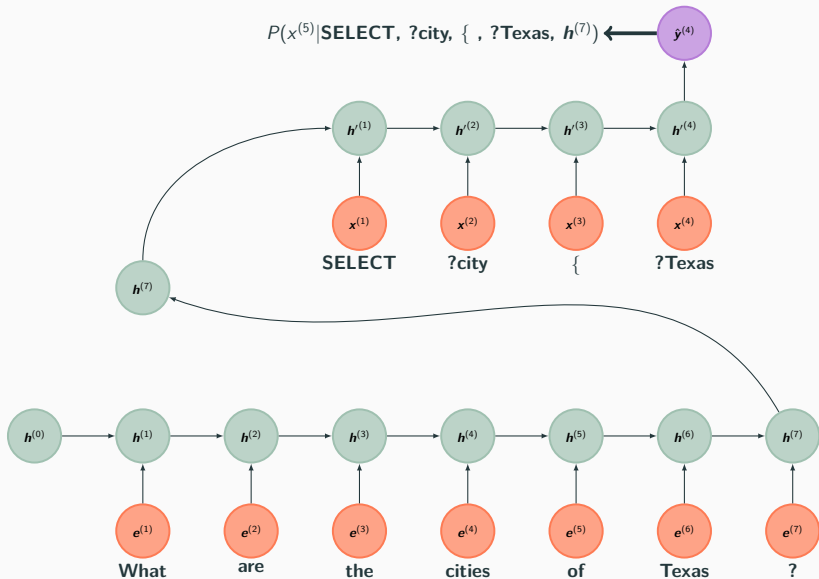 P(x⁽⁵⁾|SELECT, ?city, { , ?Texas, h⁽⁷⁾) ŷ⁽⁴⁾
h′⁽¹⁾ h′⁽²⁾ h′⁽³⁾ h′⁽⁴⁾
x⁽¹⁾ x⁽²⁾ x⁽³⁾ x⁽⁴⁾
SELECT ?city { ?Texas
h⁽⁷⁾
h⁽⁰⁾ h⁽¹⁾ h⁽²⁾ h⁽³⁾ h⁽⁴⁾ h⁽⁵⁾ h⁽⁶⁾ h⁽⁷⁾
e⁽¹⁾ e⁽²⁾ e⁽³⁾ e⁽⁴⁾ e⁽⁵⁾ e⁽⁶⁾ e⁽⁷⁾
What are the cities of Texas ?